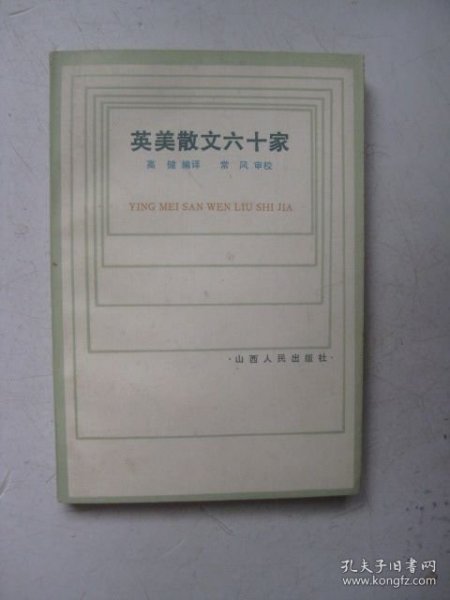 英美散文六十家
高健 编译 常风 审校
YING MEI SAN WEN LIU SHI JIA
·山西人民出版社·
孔夫子旧书网
www.kongfz.com